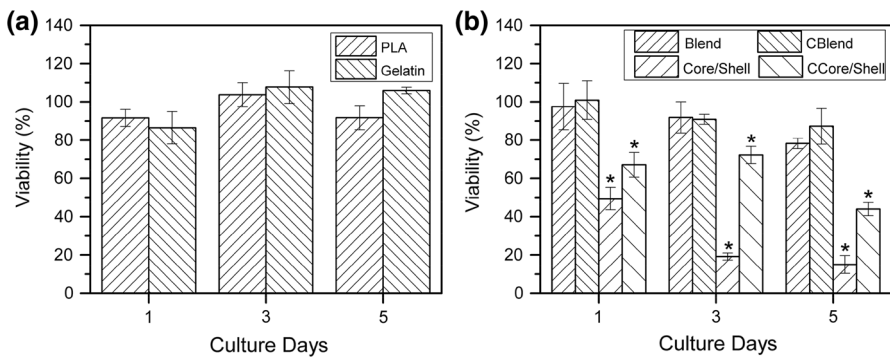 (a)
140
120
100
80
60
40
20
0
Viability (%)
PLA
Gelatin
1 3 5
Culture Days
(b)
140
120
100
80
60
40
20
0
Viability (%)
Blend CBlend
Core/Shell CCore/Shell
* *
* *
* *
1 3 5
Culture Days